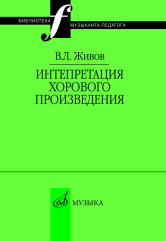 БИБЛИОТЕКА
МУЗЫКАНТА-ПЕДАГОГА
В.Л. Живов
ИНТЕПРЕТАЦИЯ
ХОРОВОГО
ПРОИЗВЕДЕНИЯ
МУЗЫКА